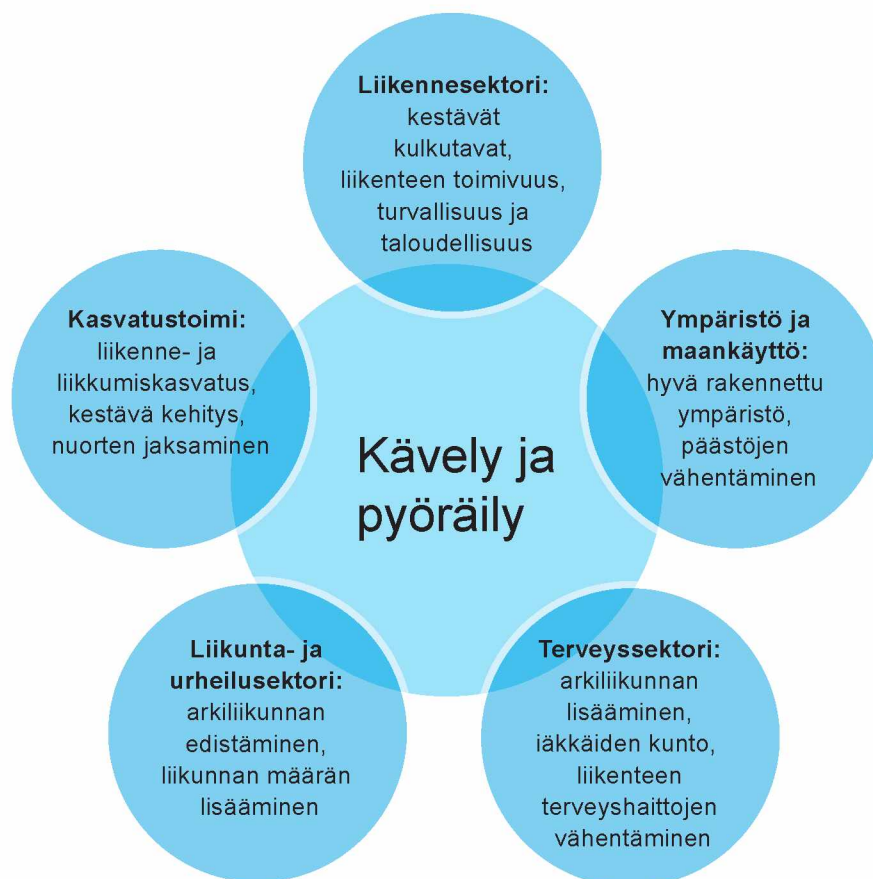 Liikennesektori:
kestävät
kulkutavat,
liikenteen toimivuus,
turvallisuus ja
taloudellisuus
Kasvatustoimi:
liikenne- ja
liikkumiskasvatus,
kestävä kehitys,
nuorten jaksaminen
Ympäristö ja
maankäyttö:
hyvä rakennettu
ympäristö,
päästöjen
vähentäminen
Kävely ja
pyöräily
Liikunta- ja
urheilusektori:
arkiliikunnan
edistäminen,
liikunnan määrän
lisääminen
Terveyssektori:
arkiliikunnan
lisääminen,
iäkkäiden kunto,
liikenteen
terveyshaittojen
vähentäminen